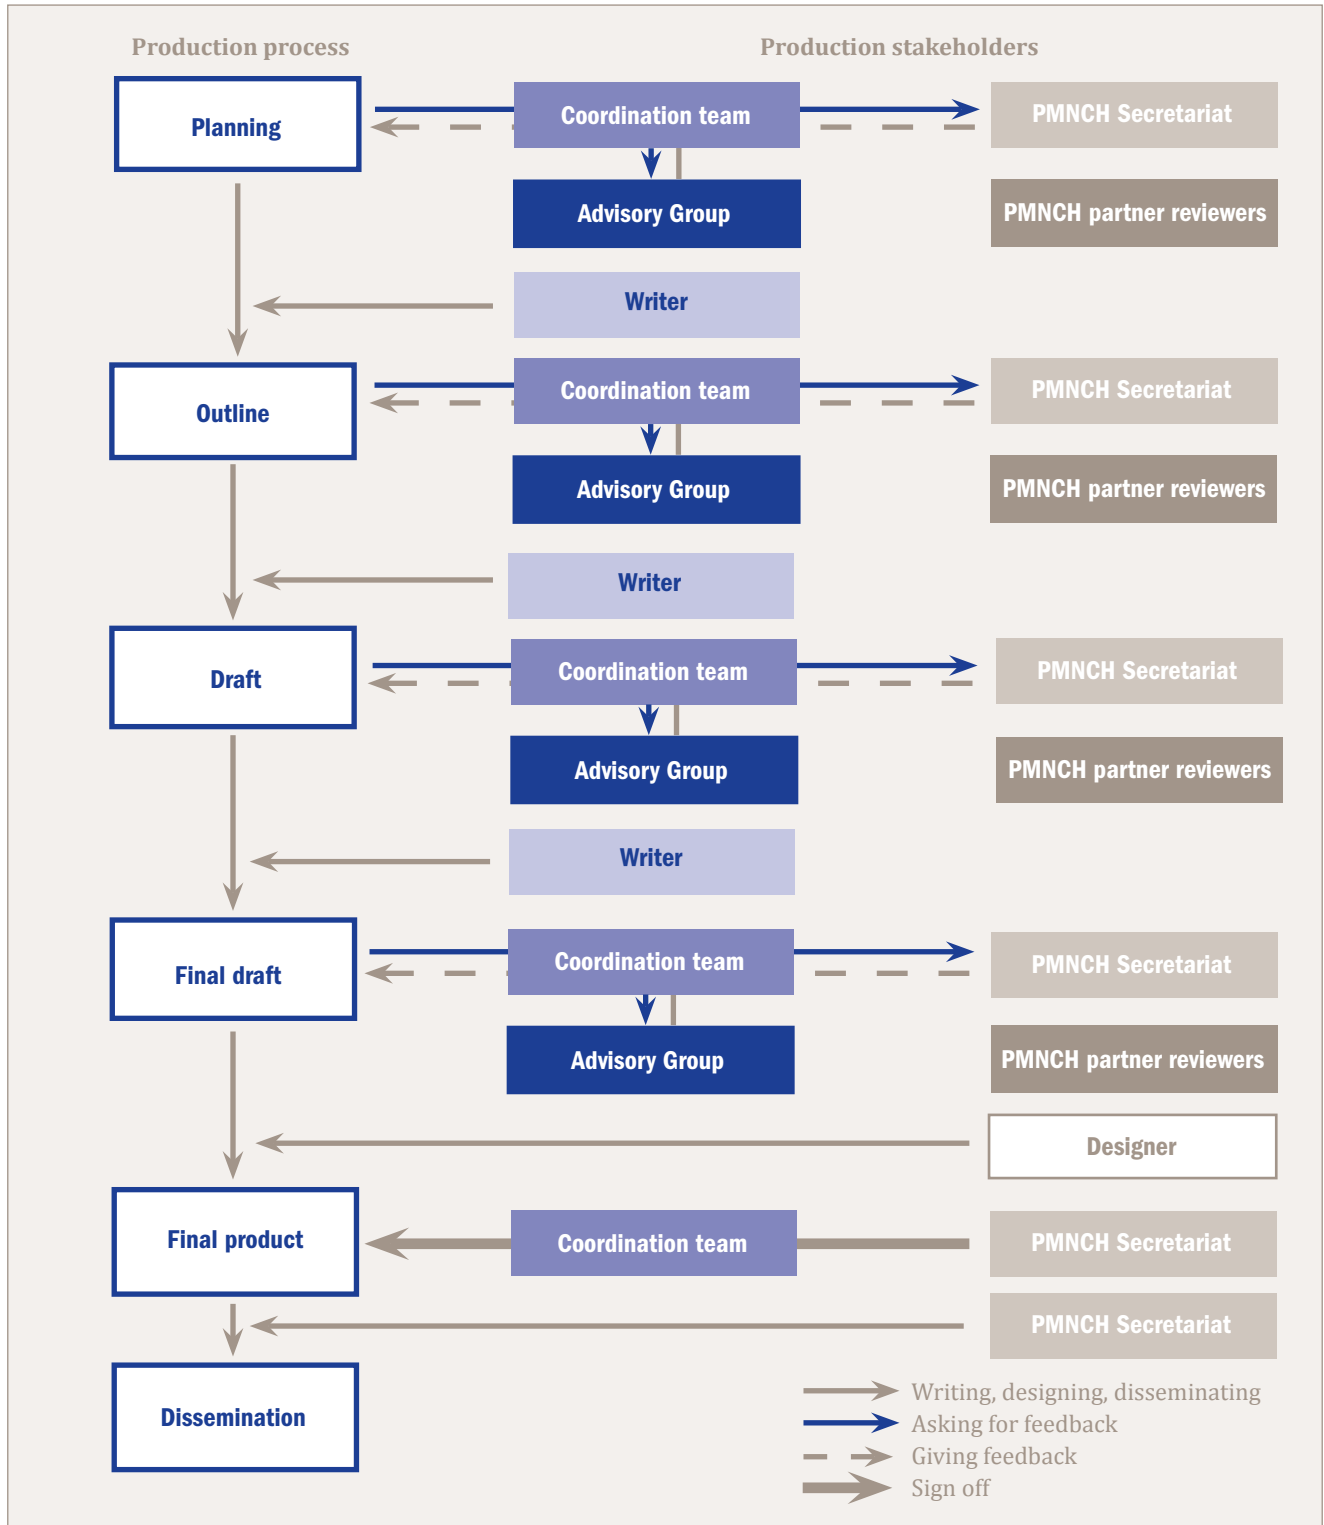 Production process
Production stakeholders
Planning
Coordination team
PMNCH Secretariat
Advisory Group
PMNCH partner reviewers
Writer
Outline
Coordination team
PMNCH Secretariat
Advisory Group
PMNCH partner reviewers
Writer
Draft
Coordination team
PMNCH Secretariat
Advisory Group
PMNCH partner reviewers
Writer
Final draft
Coordination team
PMNCH Secretariat
Advisory Group
PMNCH partner reviewers
Designer
Final product
Coordination team
PMNCH Secretariat
PMNCH Secretariat
Dissemination
Writing, designing, disseminating
Asking for feedback
Giving feedback
Sign off